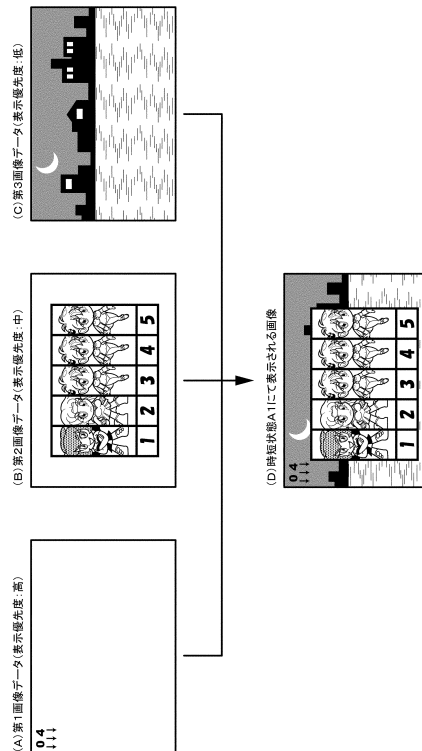 (A)第1画像データ(表示優先度:高)
04
↓↓↓
(B)第2画像データ(表示優先度:中)
1 2 3 4 5
(C)第3画像データ(表示優先度:低)
(D)時短状態A1にて表示される画像
04
↓↓↓
1 2 3 4 5